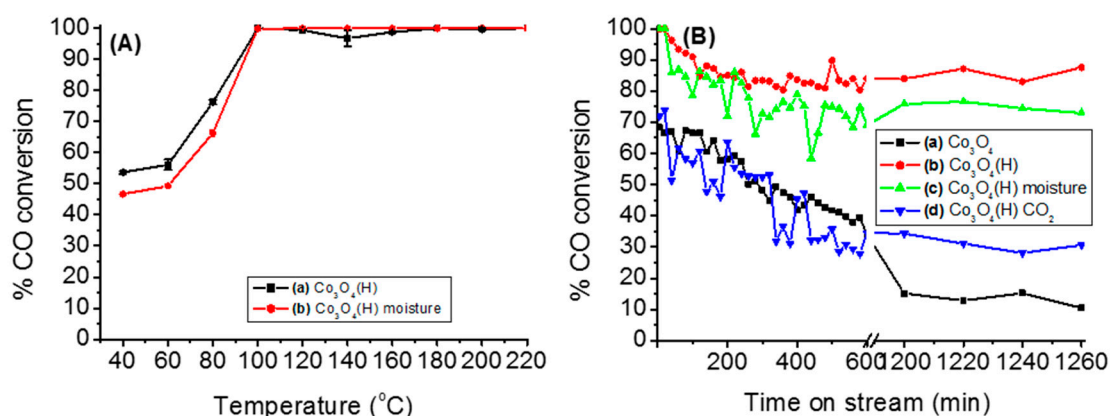 (A)
% CO conversion
100
90
80
70
60
50
40
30
20
10
0
(a) Co₃O₄(H)
(b) Co₃O₄(H) moisture
40 60 80 100 120 140 160 180 200 220
Temperature (°C)
(B)
% CO conversion
100
90
80
70
60
50
40
30
20
10
0
(a) Co₃O₄
(b) Co₃O₄(H)
(c) Co₃O₄(H) moisture
(d) Co₃O₄(H) CO₂
200 400 600 1200 1220 1240 1260
Time on stream (min)